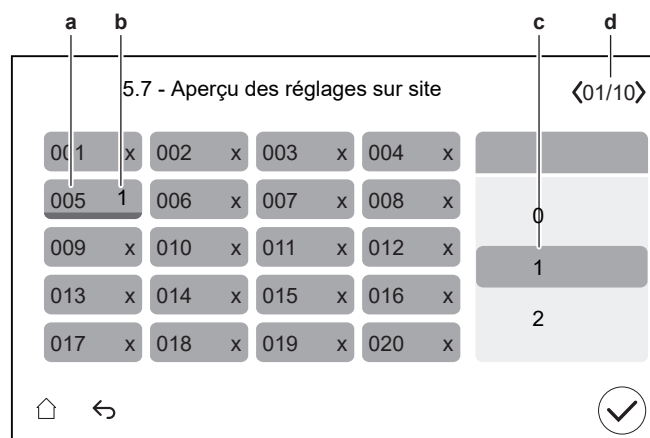 a b c d
5.7 - Aperçu des réglages sur site ❮01/10❯
001 x 002 x 003 x 004 x
005 1 006 x 007 x 008 x
0
009 x 010 x 011 x 012 x
1
013 x 014 x 015 x 016 x
2
017 x 018 x 019 x 020 x